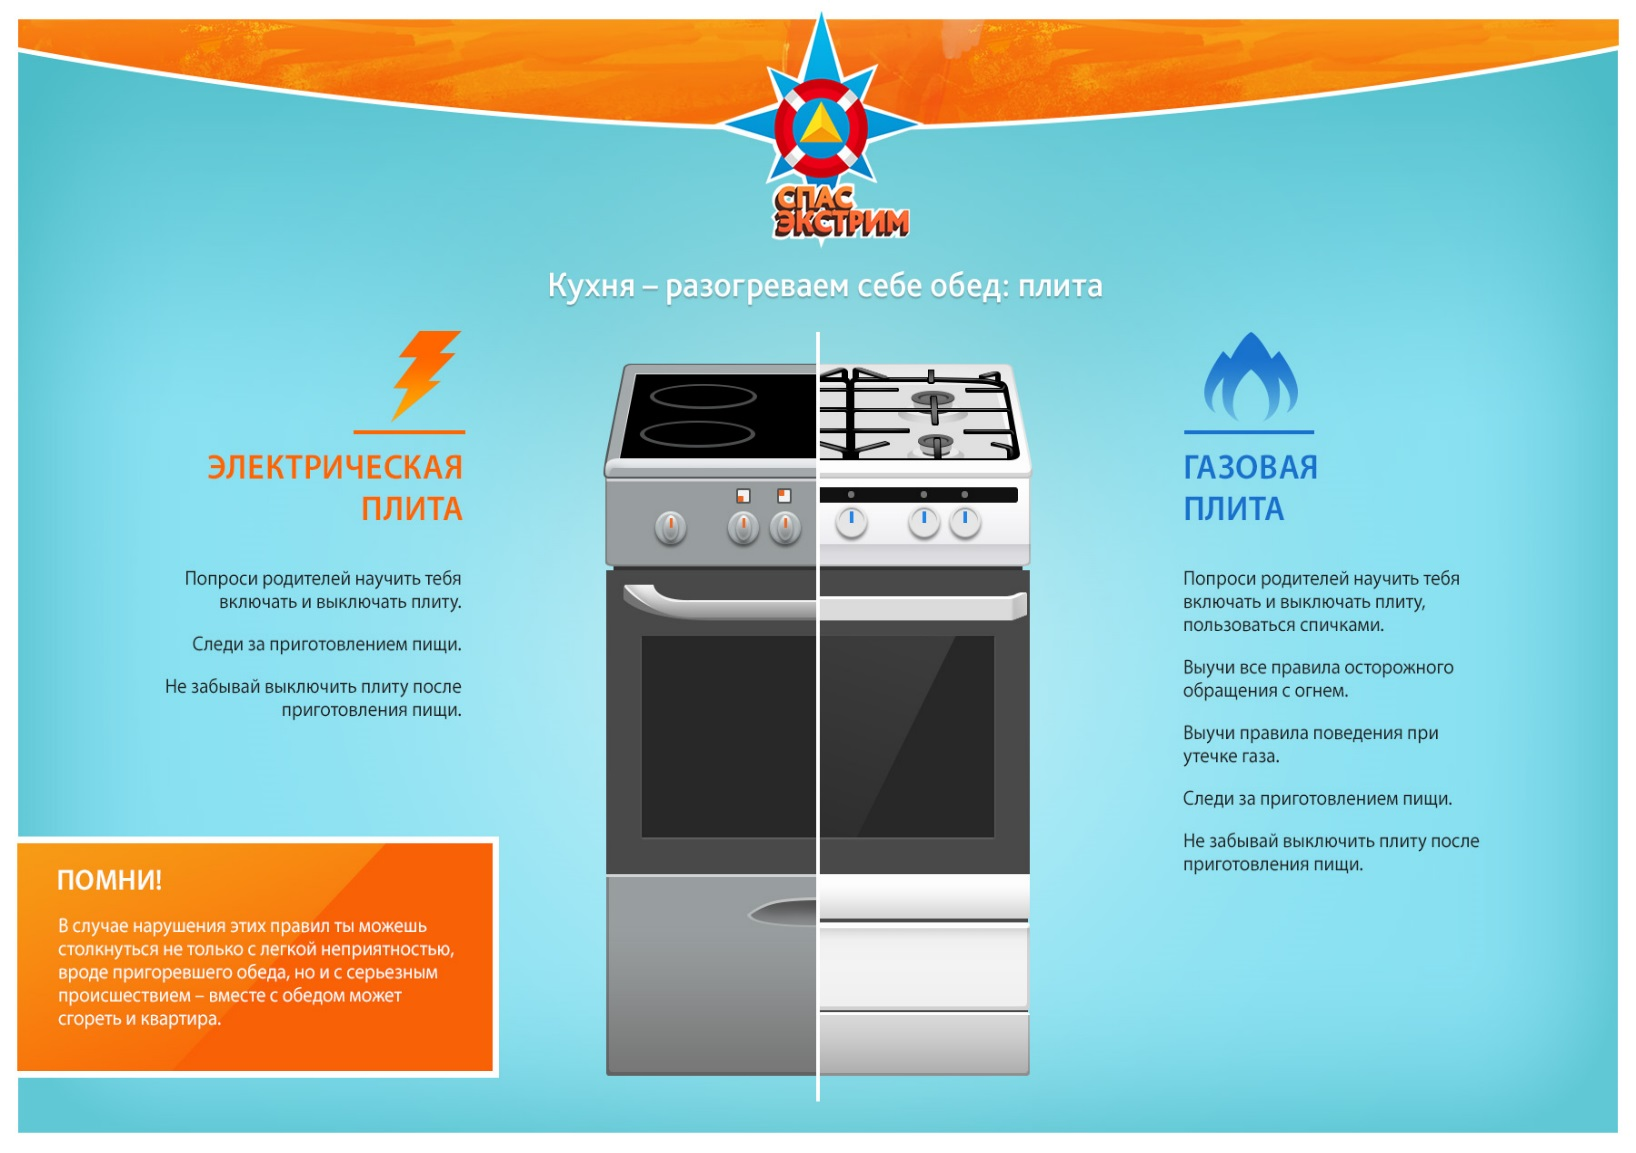 СПАС
ЭКСТРИМ
Кухня – разогреваем себе обед: плита
ЭЛЕКТРИЧЕСКАЯ
ПЛИТА
Попроси родителей научить тебя
включать и выключать плиту.
Следи за приготовлением пищи.
Не забывай выключить плиту после
приготовления пищи.
ГАЗОВАЯ
ПЛИТА
Попроси родителей научить тебя
включать и выключать плиту,
пользоваться спичками.
Выучи все правила осторожного
обращения с огнем.
Выучи правила поведения при
утечке газа.
Следи за приготовлением пищи.
Не забывай выключить плиту после
приготовления пищи.
ПОМНИ!
В случае нарушения этих правил ты можешь
столкнуться не только с легкой неприятностью,
вроде пригоревшего обеда, но и с серьезным
происшествием – вместе с обедом может
сгореть и квартира.